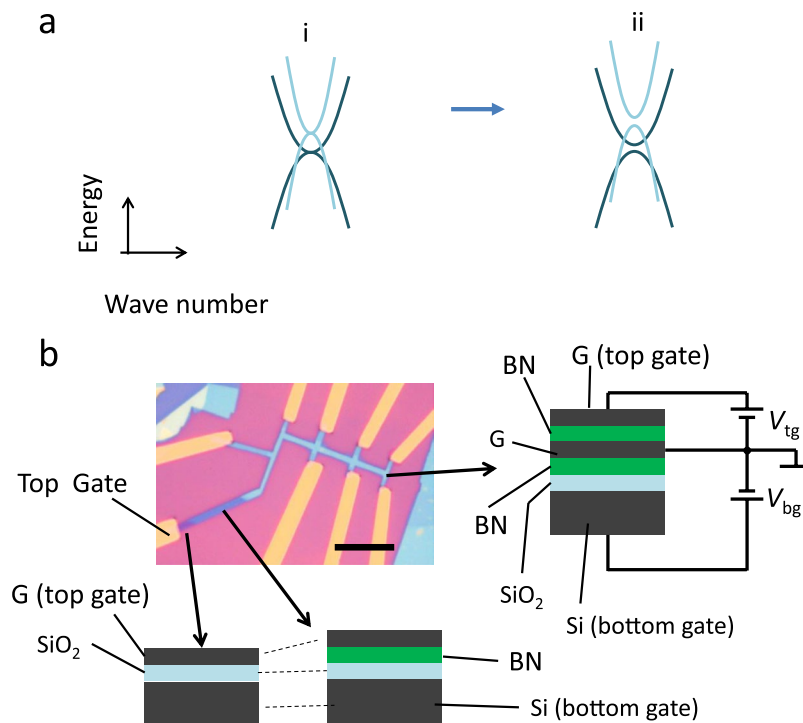 a
i
ii
Energy
Wave number
b
BN
G (top gate)
G
Vtg
Vbg
BN
SiO2
Si (bottom gate)
Top Gate
G (top gate)
SiO2
BN
Si (bottom gate)